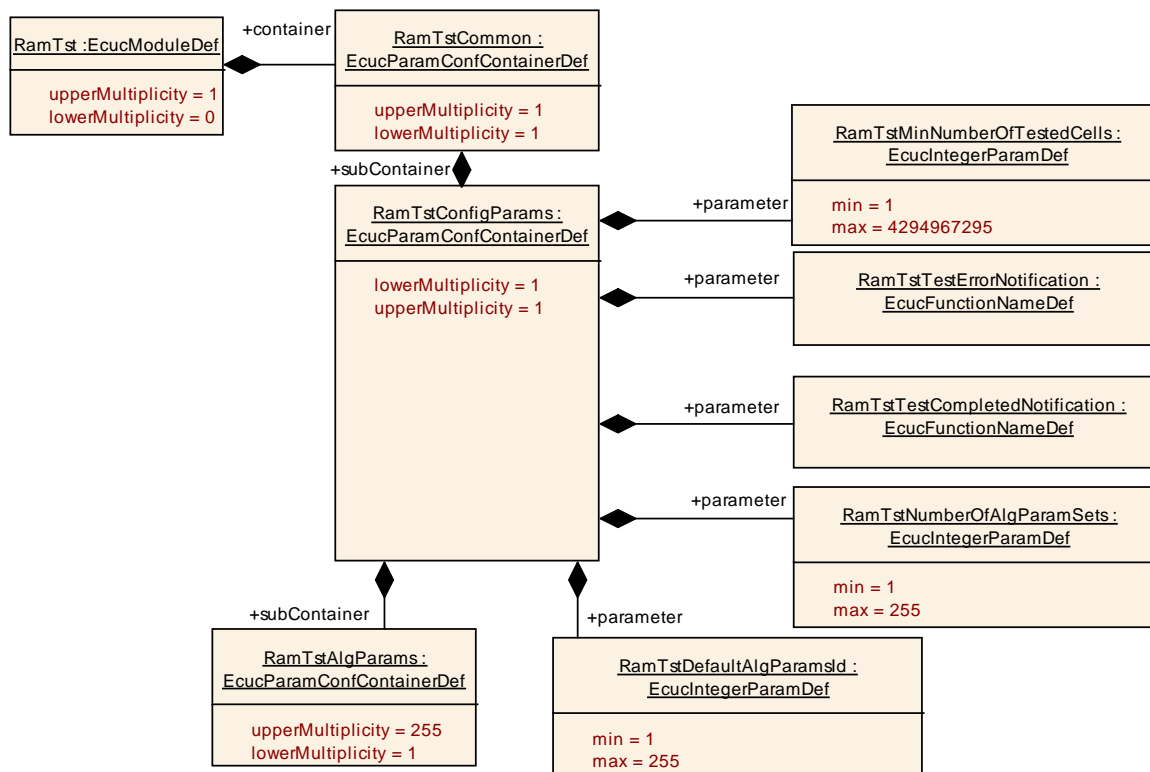 +container
RamTst :EcucModuleDef
upperMultiplicity = 1
lowerMultiplicity = 0
RamTstCommon :
EcucParamConfContainerDef
upperMultiplicity = 1
lowerMultiplicity = 1
+subContainer
RamTstConfigParams :
EcucParamConfContainerDef
lowerMultiplicity = 1
upperMultiplicity = 1
+parameter
RamTstMinNumberOfTestedCells :
EcucIntegerParamDef
min = 1
max = 4294967295
+parameter
RamTstTestErrorNotification :
EcucFunctionNameDef
+parameter
RamTstTestCompletedNotification :
EcucFunctionNameDef
+parameter
RamTstNumberOfAlgParamSets :
EcucIntegerParamDef
min = 1
max = 255
+subContainer
RamTstAlgParams :
EcucParamConfContainerDef
upperMultiplicity = 255
lowerMultiplicity = 1
+parameter
RamTstDefaultAlgParamsId :
EcucIntegerParamDef
min = 1
max = 255